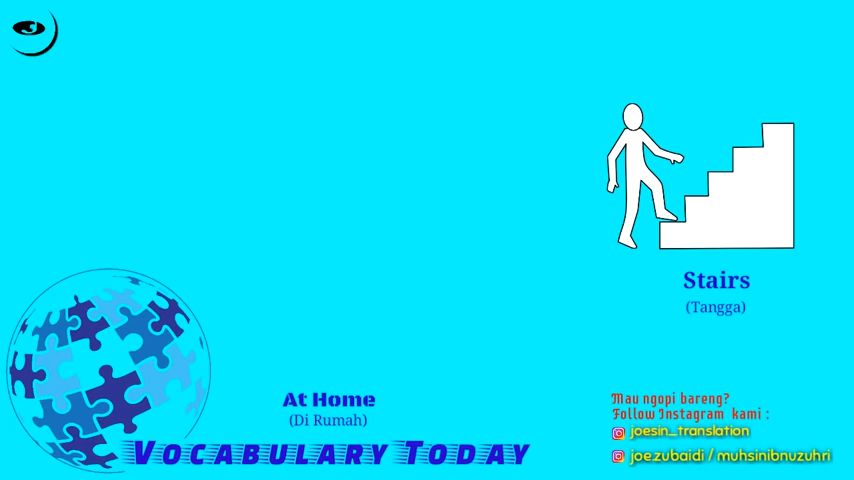 Stairs
(Tangga)
At Home
(Di Rumah)
VOCABULARY TODAY
Mau ngopi bareng?
Follow Instagram kami :
joesin_translation
joe.zubaidi / muhsinibnuzuhri